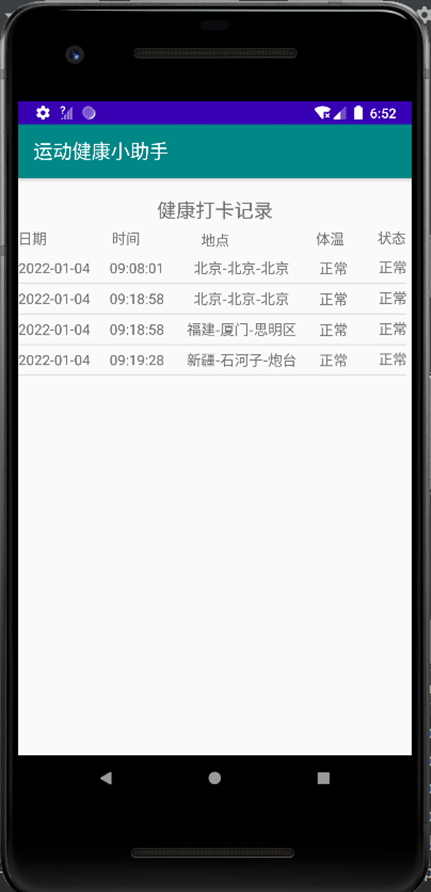 6:52
运动健康小助手
健康打卡记录
日期 时间 地点 体温 状态
2022-01-04 09:08:01 北京-北京-北京 正常 正常
2022-01-04 09:18:58 北京-北京-北京 正常 正常
2022-01-04 09:18:58 福建-厦门-思明区 正常 正常
2022-01-04 09:19:28 新疆-石河子-炮台 正常 正常